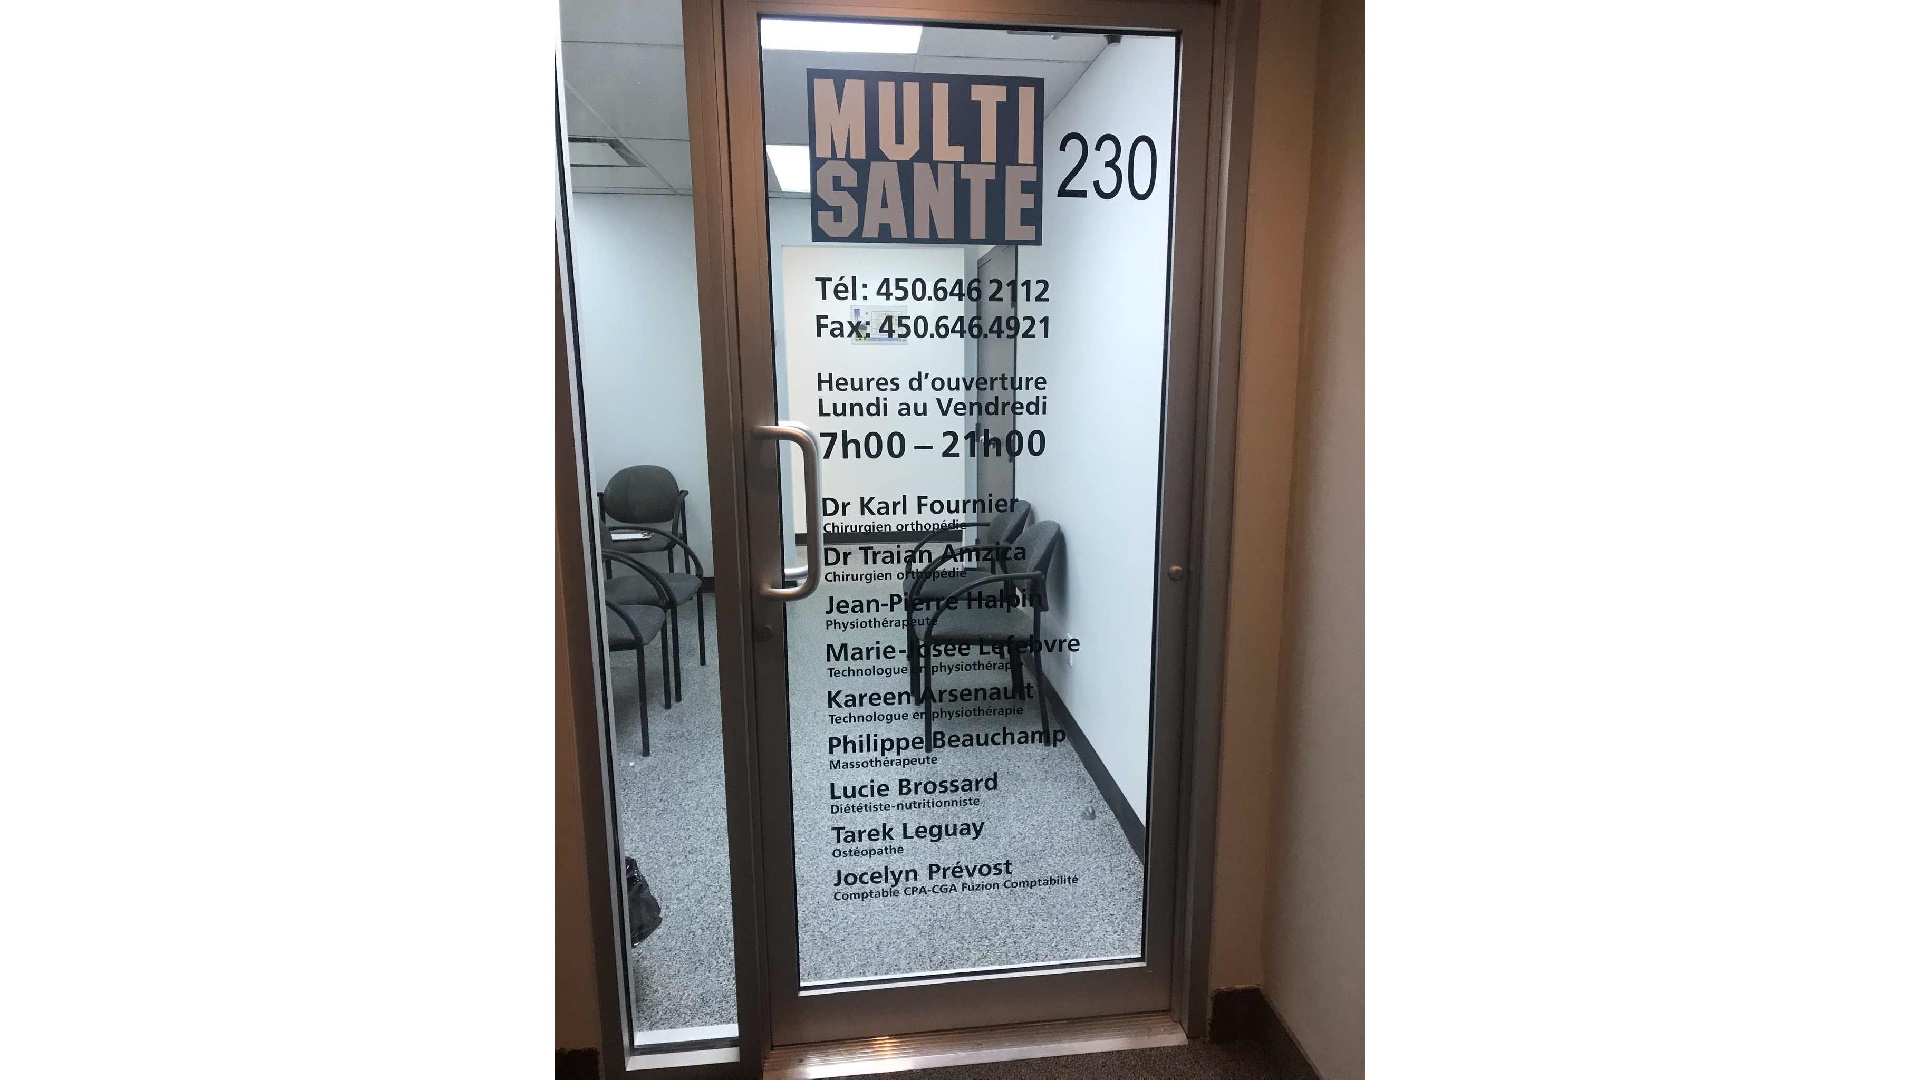 MULTI
SANTE
230
Tél: 450.646 2112
Fax: 450.646.4921
Heures d'ouverture
Lundi au Vendredi
7h00 – 21h00
Dr Karl Fournier
Chirurgien orthopédie
Dr Traian Amzica
Chirurgien orthopédie
Jean-Pierre Halpin
Physiothérapeute
Marie-Josée Lefebvre
Technologue en physiothérapie
Kareen Arsenault
Technologue en physiothérapie
Philippe Beauchamp
Massothérapeute
Lucie Brossard
Diététiste-nutritionniste
Tarek Leguay
Ostéopathe
Jocelyn Prévost
Comptable CPA-CGA Fuzion Comptabilité